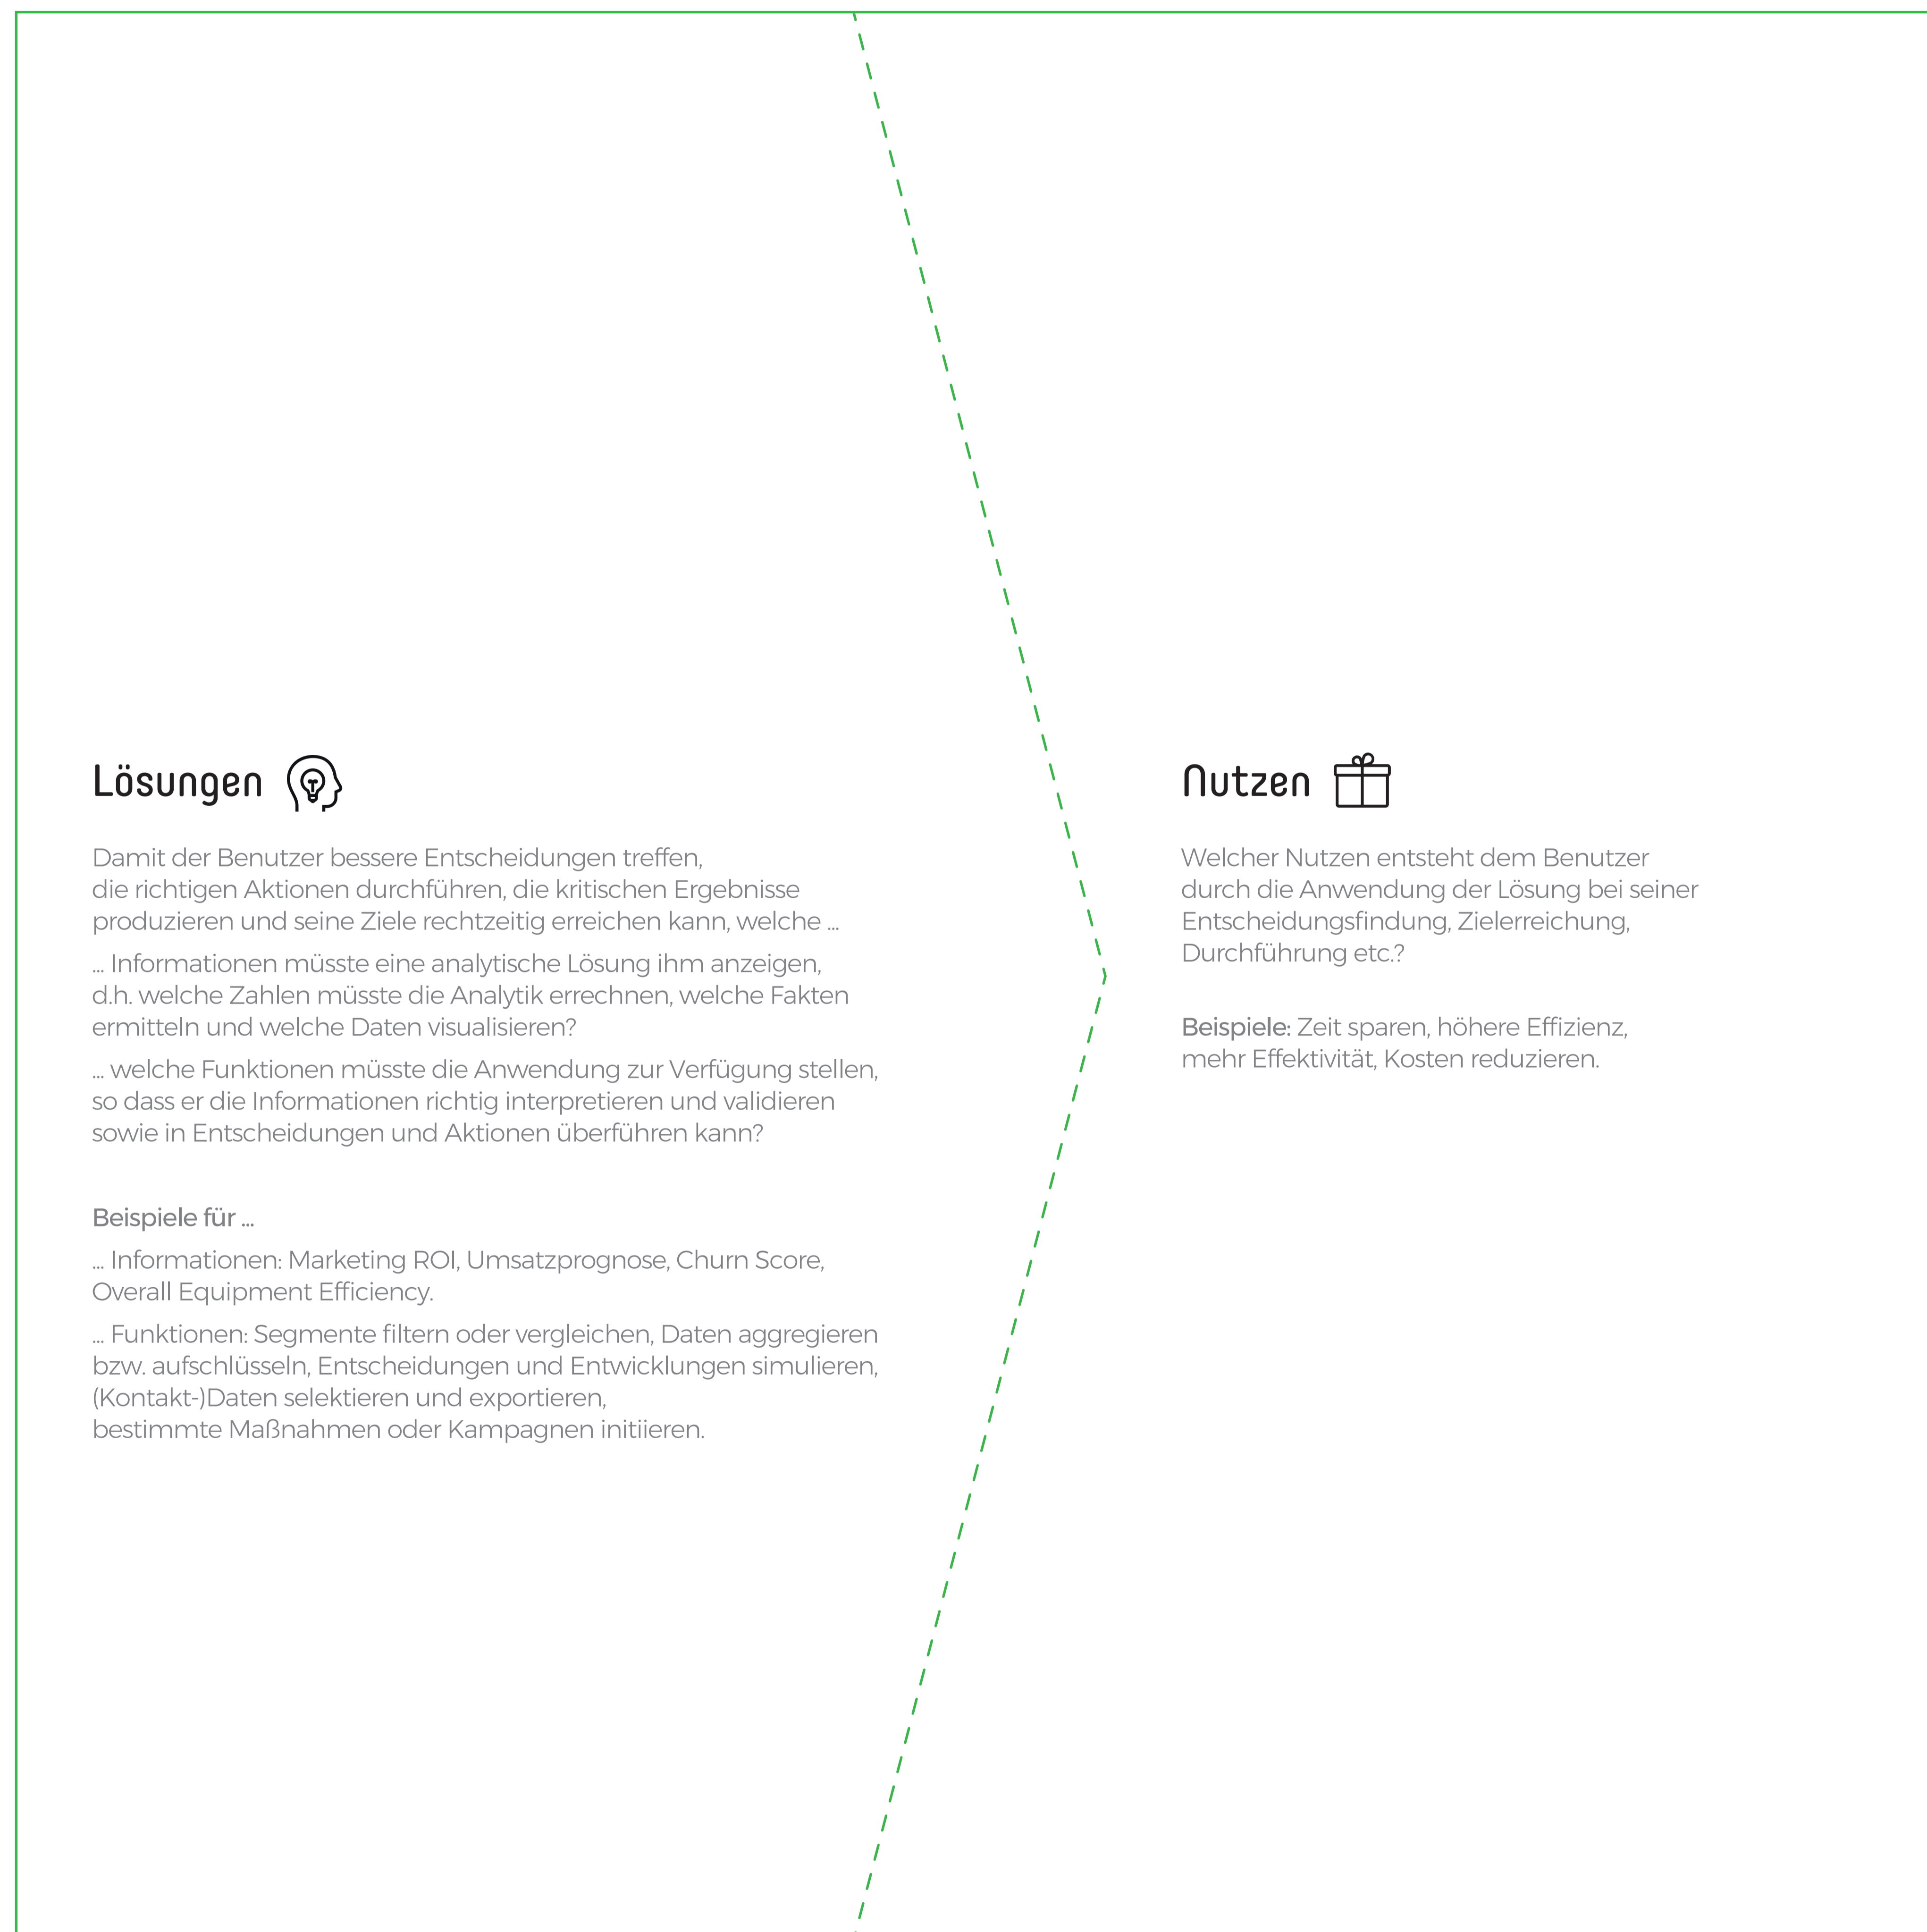 Lösungen
Damit der Benutzer bessere Entscheidungen treffen,
die richtigen Aktionen durchführen, die kritischen Ergebnisse
produzieren und seine Ziele rechtzeitig erreichen kann, welche ...
... Informationen müsste eine analytische Lösung ihm anzeigen,
d.h. welche Zahlen müsste die Analytik errechnen, welche Fakten
ermitteln und welche Daten visualisieren?
... welche Funktionen müsste die Anwendung zur Verfügung stellen,
so dass er die Informationen richtig interpretieren und validieren
sowie in Entscheidungen und Aktionen überführen kann?
Beispiele für ...
... Informationen: Marketing ROI, Umsatzprognose, Churn Score,
Overall Equipment Efficiency.
... Funktionen: Segmente filtern oder vergleichen, Daten aggregieren
bzw. aufschlüsseln, Entscheidungen und Entwicklungen simulieren,
(Kontakt-)Daten selektieren und exportieren,
bestimmte Maßnahmen oder Kampagnen initiieren.
Nutzen
Welcher Nutzen entsteht dem Benutzer
durch die Anwendung der Lösung bei seiner
Entscheidungsfindung, Zielerreichung,
Durchführung etc.?
Beispiele: Zeit sparen, höhere Effizienz,
mehr Effektivität, Kosten reduzieren.